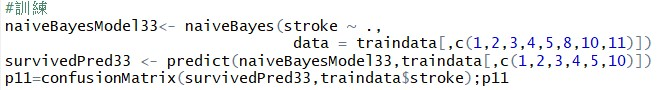 #訓練
naiveBayesModel33<- naiveBayes(stroke ~ .,
data = traindata[,c(1,2,3,4,5,8,10,11)])
survivedPred33 <- predict(naiveBayesModel33,traindata[,c(1,2,3,4,5,10)])
p11=confusionMatrix(survivedPred33,traindata$stroke);p11